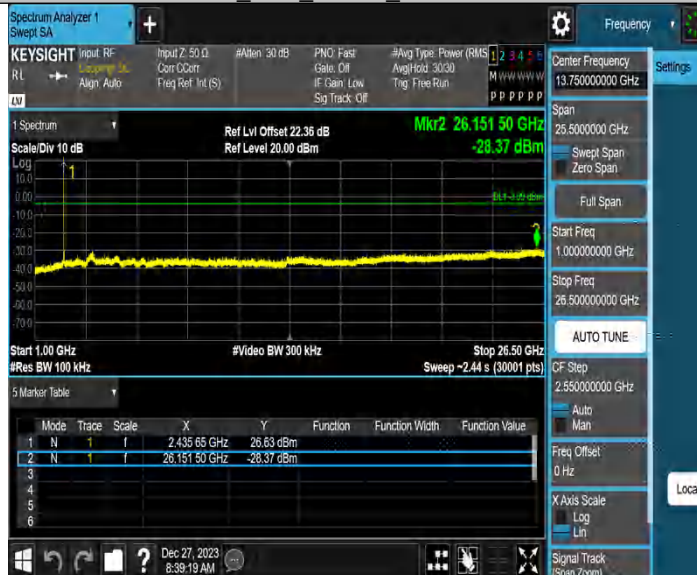 Spectrum Analyzer 1
Swept SA
+
Frequency
KEYSIGHT
Input: RF
Input Z: 50 Ω
#Atten: 30 dB
PNO: Fast
#Avg Type: Power (RMS
1 2 3 4 5 6
RL
Corr CCorr
Gate: Off
Avg|Hold: 30/30
M W W W W W
Align: Auto
Freq Ref: Int (S)
IF Gain: Low
Trig: Free Run
Sig Track: Off
P P P P P P
LXI
Center Frequency
13.750000000 GHz
Settings
Span
25.5000000 GHz
Swept Span
Zero Span
Full Span
Start Freq
1.000000000 GHz
Stop Freq
26.500000000 GHz
AUTO TUNE
CF Step
2.550000000 GHz
Auto
Man
Freq Offset
0 Hz
X Axis Scale
Log
Lin
Signal Track
(Span Zoom)
Loca
1 Spectrum
Ref Lvl Offset 22.36 dB
Mkr2 26.151 50 GHz
Scale/Div 10 dB
Ref Level 20.00 dBm
-28.37 dBm
Log
1
10.0
0.00
-10.0
-20.0
-30.0
-40.0
-50.0
-60.0
-70.0
Start 1.00 GHz
#Video BW 300 kHz
Stop 26.50 GHz
#Res BW 100 kHz
Sweep ~2.44 s (30001 pts)
5 Marker Table
Mode Trace Scale X Y Function Function Width Function Value
1 N 1 f 2.435 65 GHz 26.63 dBm
2 N 1 f 26.151 50 GHz -28.37 dBm
3
4
5
6
?
Dec 27, 2023
8:39:19 AM